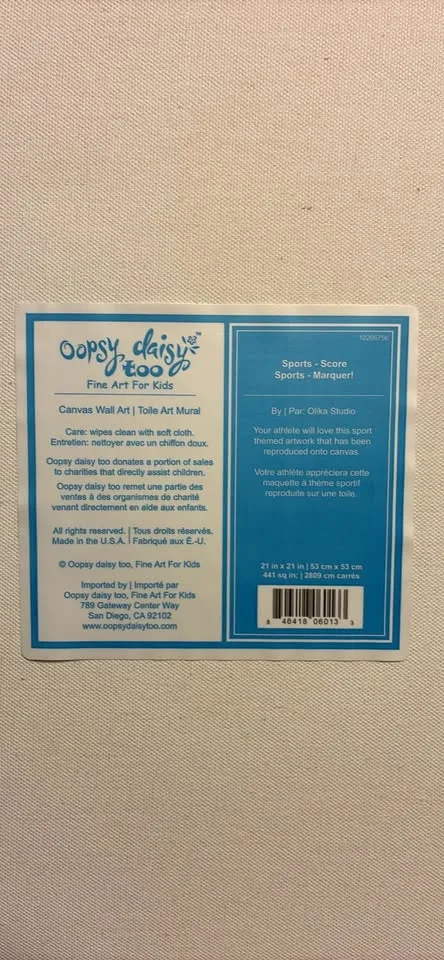 Oopsy daisy™
too
Fine Art For Kids
Canvas Wall Art | Toile Art Mural
Care: wipes clean with soft cloth.
Entretien: nettoyer avec un chiffon doux.
Oopsy daisy too donates a portion of sales
to charities that directly assist children.
Oopsy daisy too remet une partie des
ventes à des organismes de charité
venant directement en aide aux enfants.
All rights reserved. | Tous droits réservés.
Made in the U.S.A. | Fabriqué aux É.-U.
© Oopsy daisy too, Fine Art For Kids
Imported by | Importé par
Oopsy daisy too, Fine Art For Kids
789 Gateway Center Way
San Diego, CA 92102
www.oopsydaisytoo.com
10206756
Sports - Score
Sports - Marquer!
By | Par: Olika Studio
Your athlete will love this sport
themed artwork that has been
reproduced onto canvas.
Votre athlète appréciera cette
maquette à thème sportif
reproduite sur une toile.
21 in x 21 in | 53 cm x 53 cm
441 sq in; | 2809 cm carrés
8 46418 06013 3